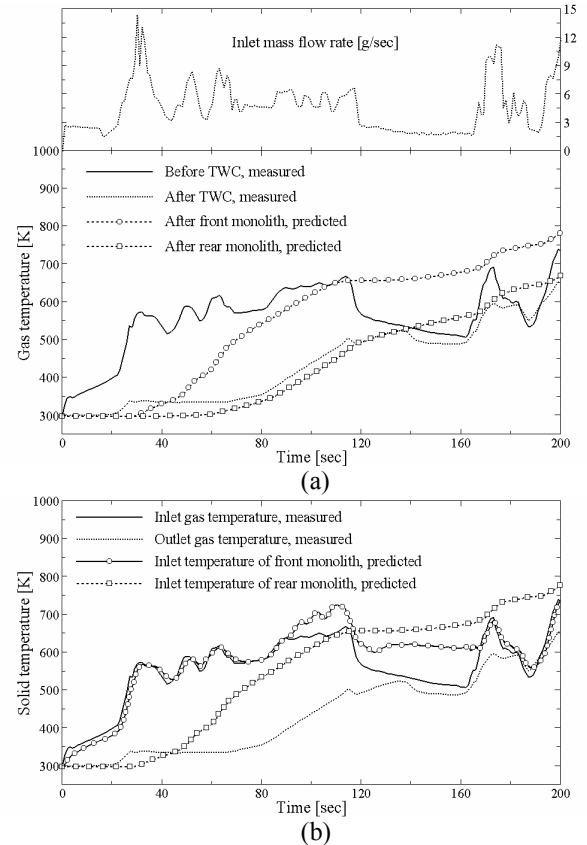 Inlet mass flow rate [g/sec]
15
12
9
6
3
0
1000
900
800
700
600
500
400
300
Gas temperature [K]
Before TWC, measured
After TWC, measured
After front monolith, predicted
After rear monolith, predicted
0 40 80 120 160 200
Time [sec]
(a)
1000
900
800
700
600
500
400
300
Solid temperature [K]
Inlet gas temperature, measured
Outlet gas temperature, measured
Inlet temperature of front monolith, predicted
Inlet temperature of rear monolith, predicted
0 40 80 120 160 200
Time [sec]
(b)